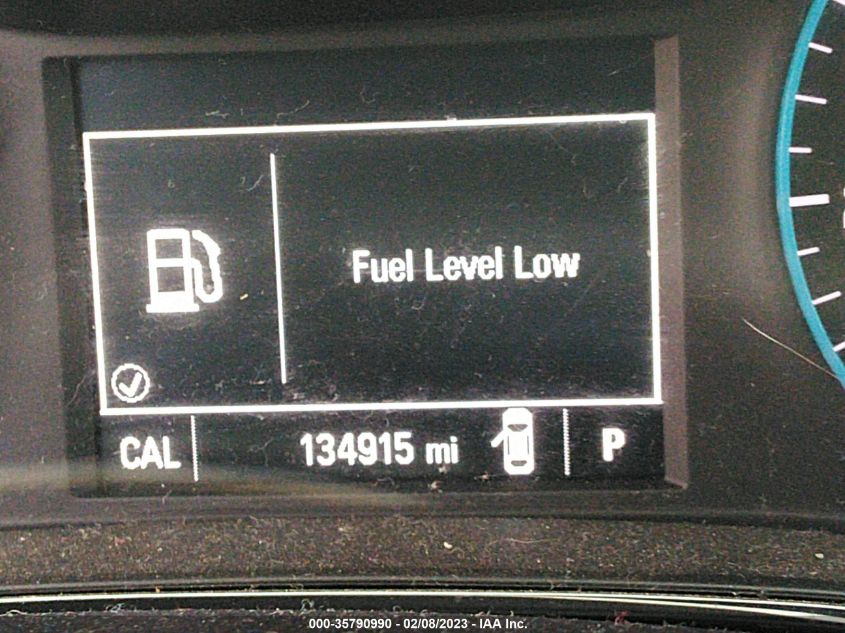 Fuel Level Low
CAL 134915 mi P
000-35790990 - 02/08/2023 - IAA Inc.